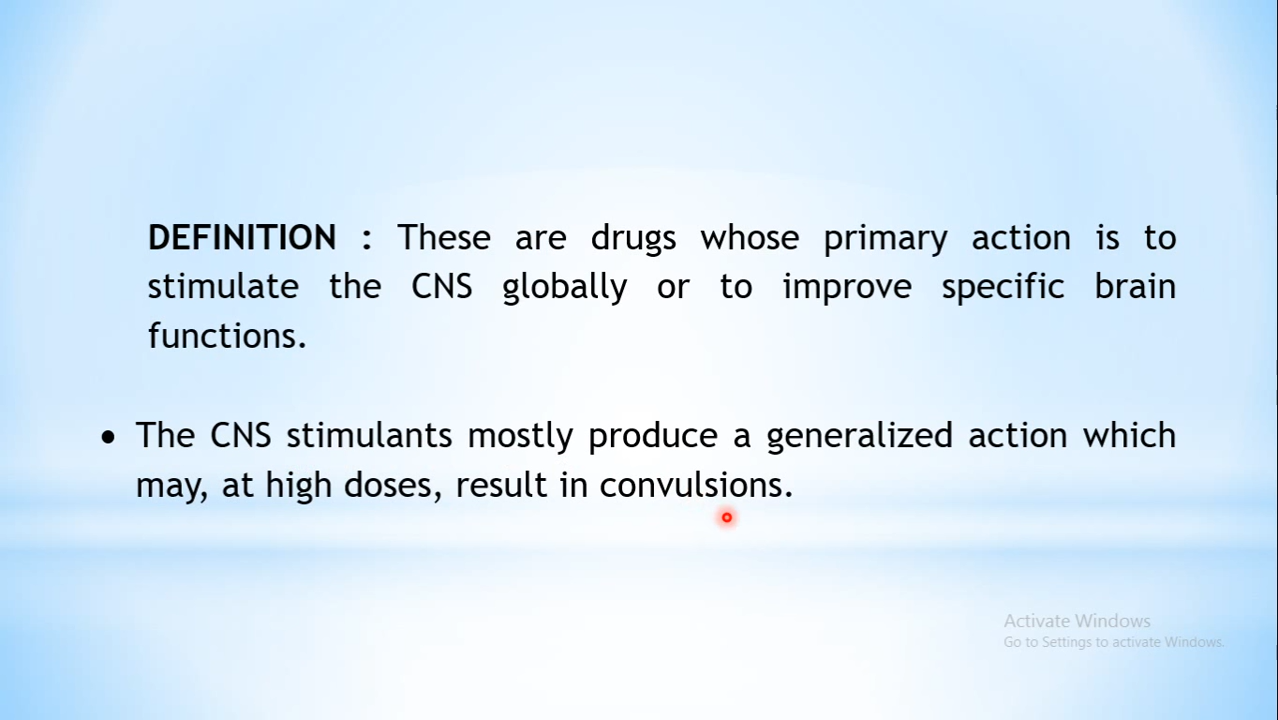 DEFINITION : These are drugs whose primary action is to
stimulate the CNS globally or to improve specific brain
functions.
• The CNS stimulants mostly produce a generalized action which
may, at high doses, result in convulsions.
Activate Windows
Go to Settings to activate Windows.